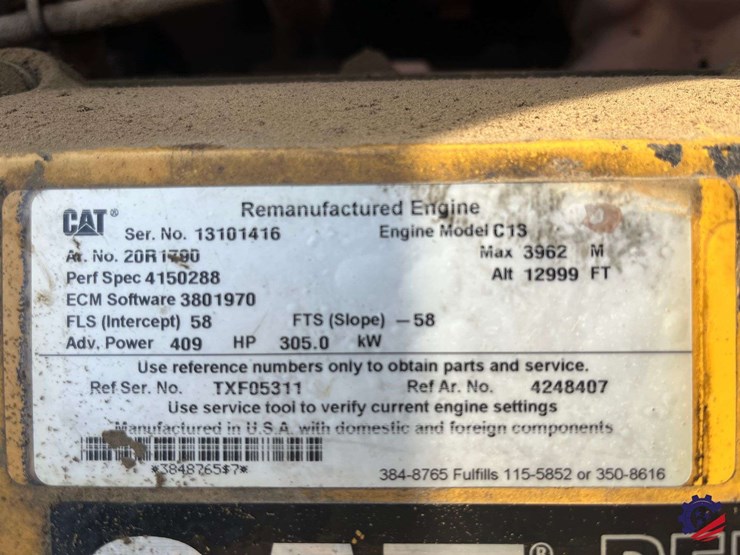 CAT® Remanufactured Engine
Ser. No. 13101416 Engine Model C13
Ar. No. 20R1790 Max 3962 M
Perf Spec 4150288 Alt 12999 FT
ECM Software 3801970
FLS (Intercept) 58 FTS (Slope) -58
Adv. Power 409 HP 305.0 kW
Use reference numbers only to obtain parts and service.
Ref Ser. No. TXF05311 Ref Ar. No. 4248407
Use service tool to verify current engine settings
Manufactured in U.S.A. with domestic and foreign components
*3848765$7*
384-8765 Fulfills 115-5852 or 350-8616